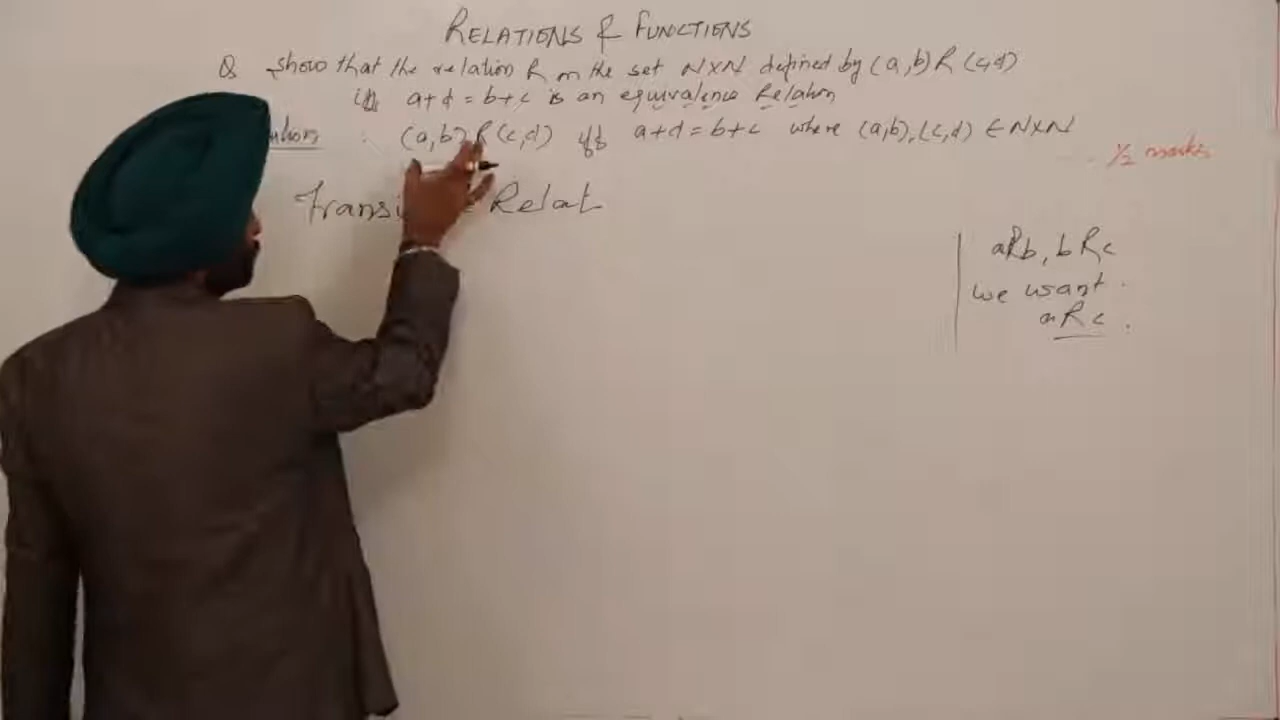 RELATIONS & FUNCTIONS
Q show that the relation R on the set N×N defined by (a,b) R (c,d)
iff a+d = b+c is an equivalence Relation
(a,b) R (c,d) iff a+d = b+c where (a,b), (c,d) ∈ N×N
1/2 marks
Relat
aRb, bRc
we want.
aRc.